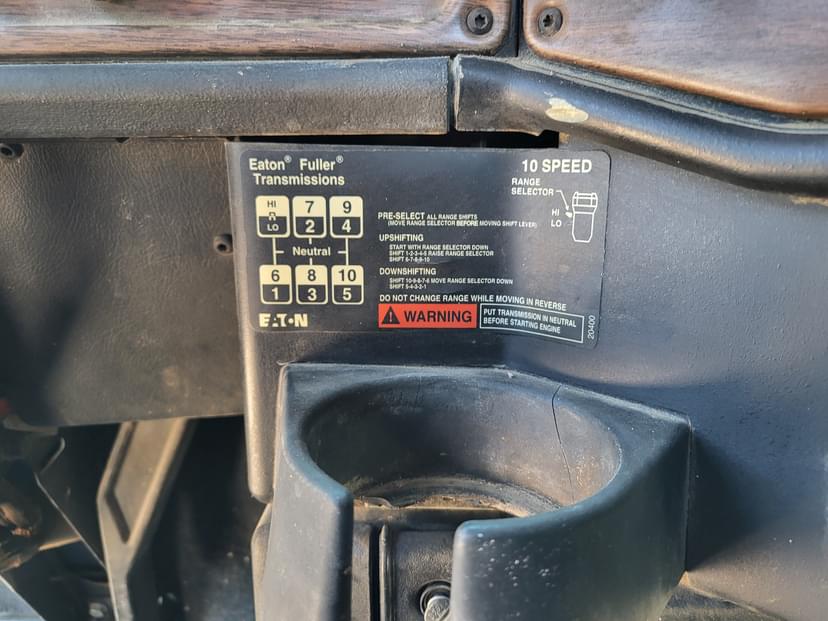 Eaton® Fuller®
Transmissions
10 SPEED
RANGE
SELECTOR
HI
LO
HI
R
LO
7
2
9
4
Neutral
6
1
8
3
10
5
PRE-SELECT ALL RANGE SHIFTS
(MOVE RANGE SELECTOR BEFORE MOVING SHIFT LEVER)
UPSHIFTING
START WITH RANGE SELECTOR DOWN
SHIFT 1-2-3-4-5 RAISE RANGE SELECTOR
SHIFT 6-7-8-9-10
DOWNSHIFTING
SHIFT 10-9-8-7-6 MOVE RANGE SELECTOR DOWN
SHIFT 5-4-3-2-1
DO NOT CHANGE RANGE WHILE MOVING IN REVERSE
WARNING
PUT TRANSMISSION IN NEUTRAL
BEFORE STARTING ENGINE
EATON
20400